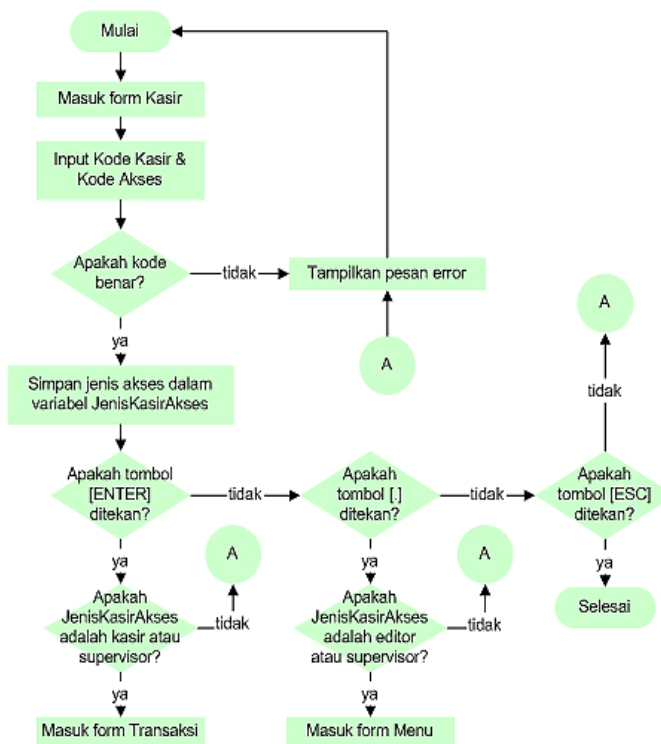 Mulai
Masuk form Kasir
Input Kode Kasir &
Kode Akses
Apakah kode
benar?
tidak
Tampilkan pesan error
A
ya
Simpan jenis akses dalam
variabel JenisKasirAkses
Apakah tombol
[ENTER]
ditekan?
tidak
Apakah
tombol [.]
ditekan?
tidak
Apakah
tombol [ESC]
ditekan?
tidak
A
ya
Selesai
ya
Apakah
JenisKasirAkses
adalah kasir atau
supervisor?
tidak
A
ya
Masuk form Transaksi
ya
Apakah
JenisKasirAkses
adalah editor
atau supervisor?
tidak
A
ya
Masuk form Menu